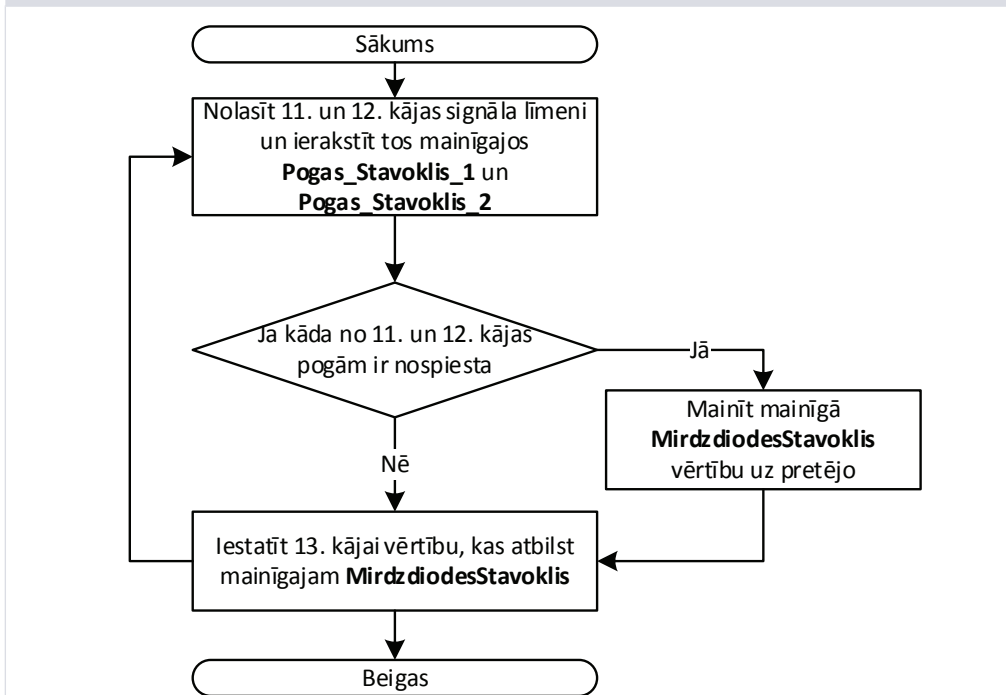 Sākums
Nolasīt 11. un 12. kājas signāla līmeni
un ierakstīt tos mainīgajos
Pogas_Stavoklis_1 un
Pogas_Stavoklis_2
Ja kāda no 11. un 12. kājas
pogām ir nospiesta
Jā
Mainīt mainīgā
MirdzdiodesStavoklis
vērtību uz pretējo
Nē
Iestatīt 13. kājai vērtību, kas atbilst
mainīgajam MirdzdiodesStavoklis
Beigas